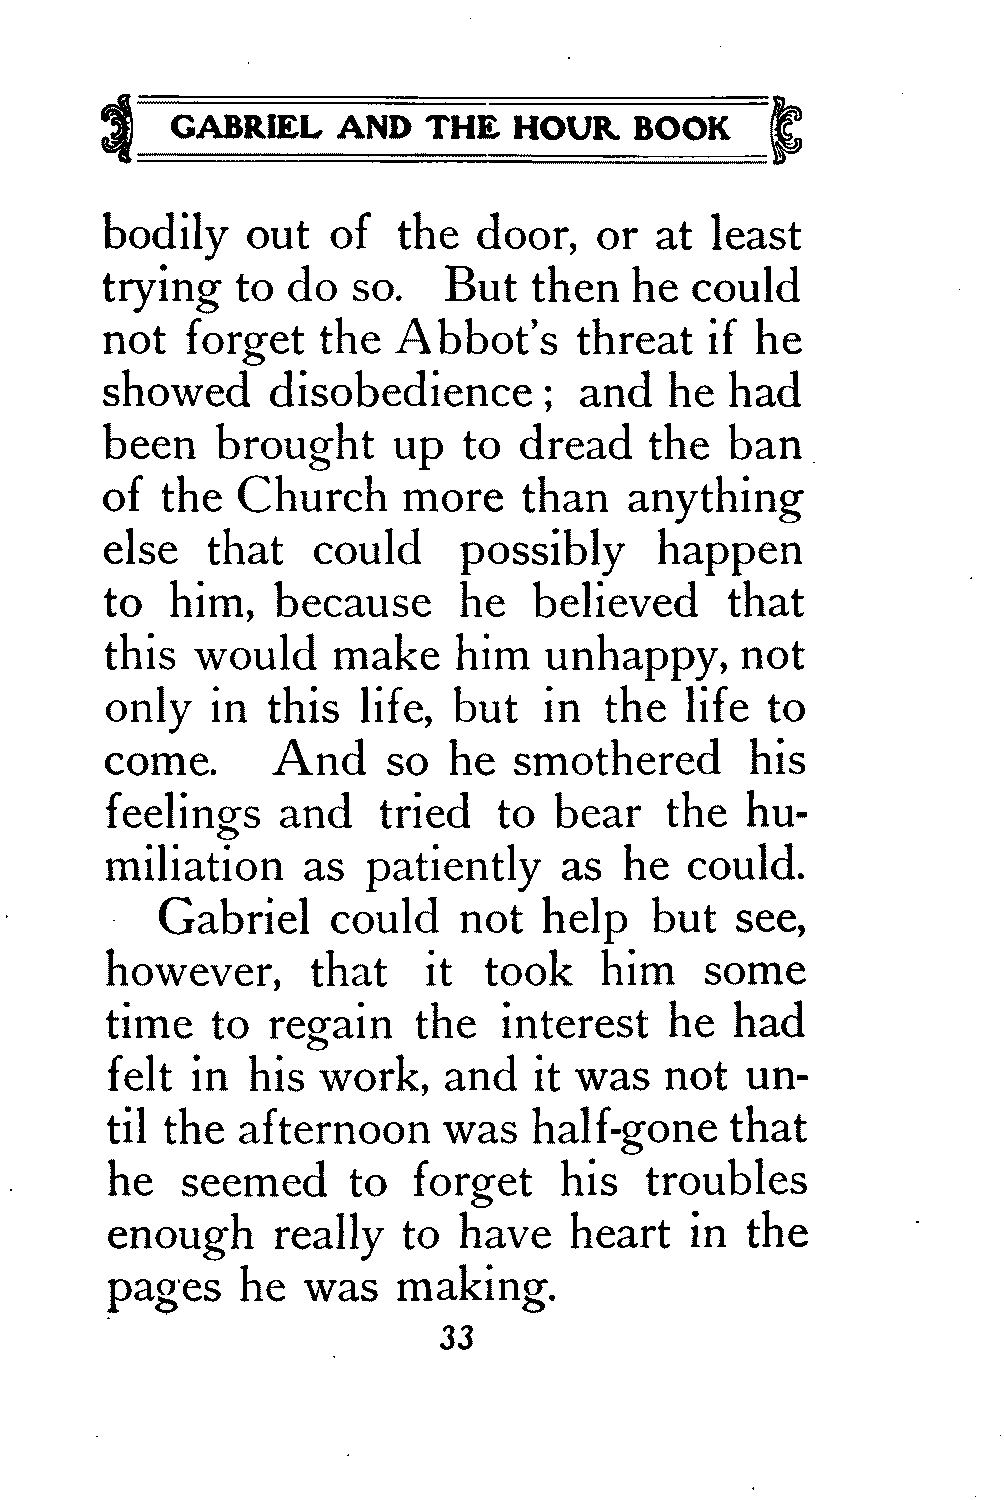 GABRIEL AND THE HOUR BOOK
bodily out of the door, or at least
trying to do so. But then he could
not forget the Abbot's threat if he
showed disobedience; and he had
been brought up to dread the ban
of the Church more than anything
else that could possibly happen
to him, because he believed that
this would make him unhappy, not
only in this life, but in the life to
come. And so he smothered his
feelings and tried to bear the hu-
miliation as patiently as he could.
Gabriel could not help but see,
however, that it took him some
time to regain the interest he had
felt in his work, and it was not un-
til the afternoon was half-gone that
he seemed to forget his troubles
enough really to have heart in the
pages he was making.
33